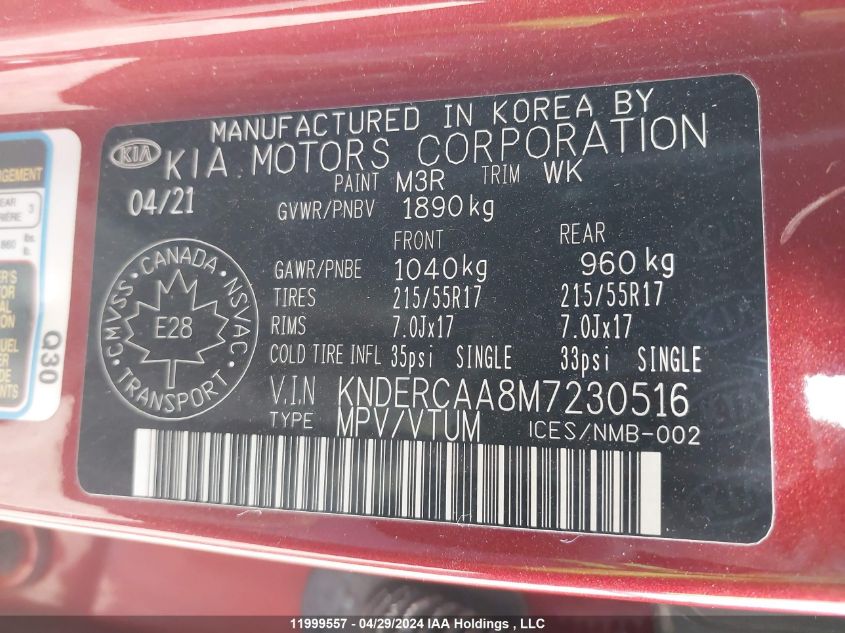 MANUFACTURED IN KOREA BY
KIA KIA MOTORS CORPORATION
PAINT M3R TRIM WK
04/21
GVWR/PNBV 1890kg
FRONT REAR
GAWR/PNBE 1040kg 960kg
TIRES 215/55R17 215/55R17
RIMS 7.0Jx17 7.0Jx17
COLD TIRE INFL 35psi SINGLE 33psi SINGLE
V.I.N KNDERCAA8M7230516
TYPE MPV/VTUM ICES/NMB-002
CANADA
CMVSS NSVAC
E28
TRANSPORT
Q30
11999557 - 04/29/2024 IAA Holdings , LLC